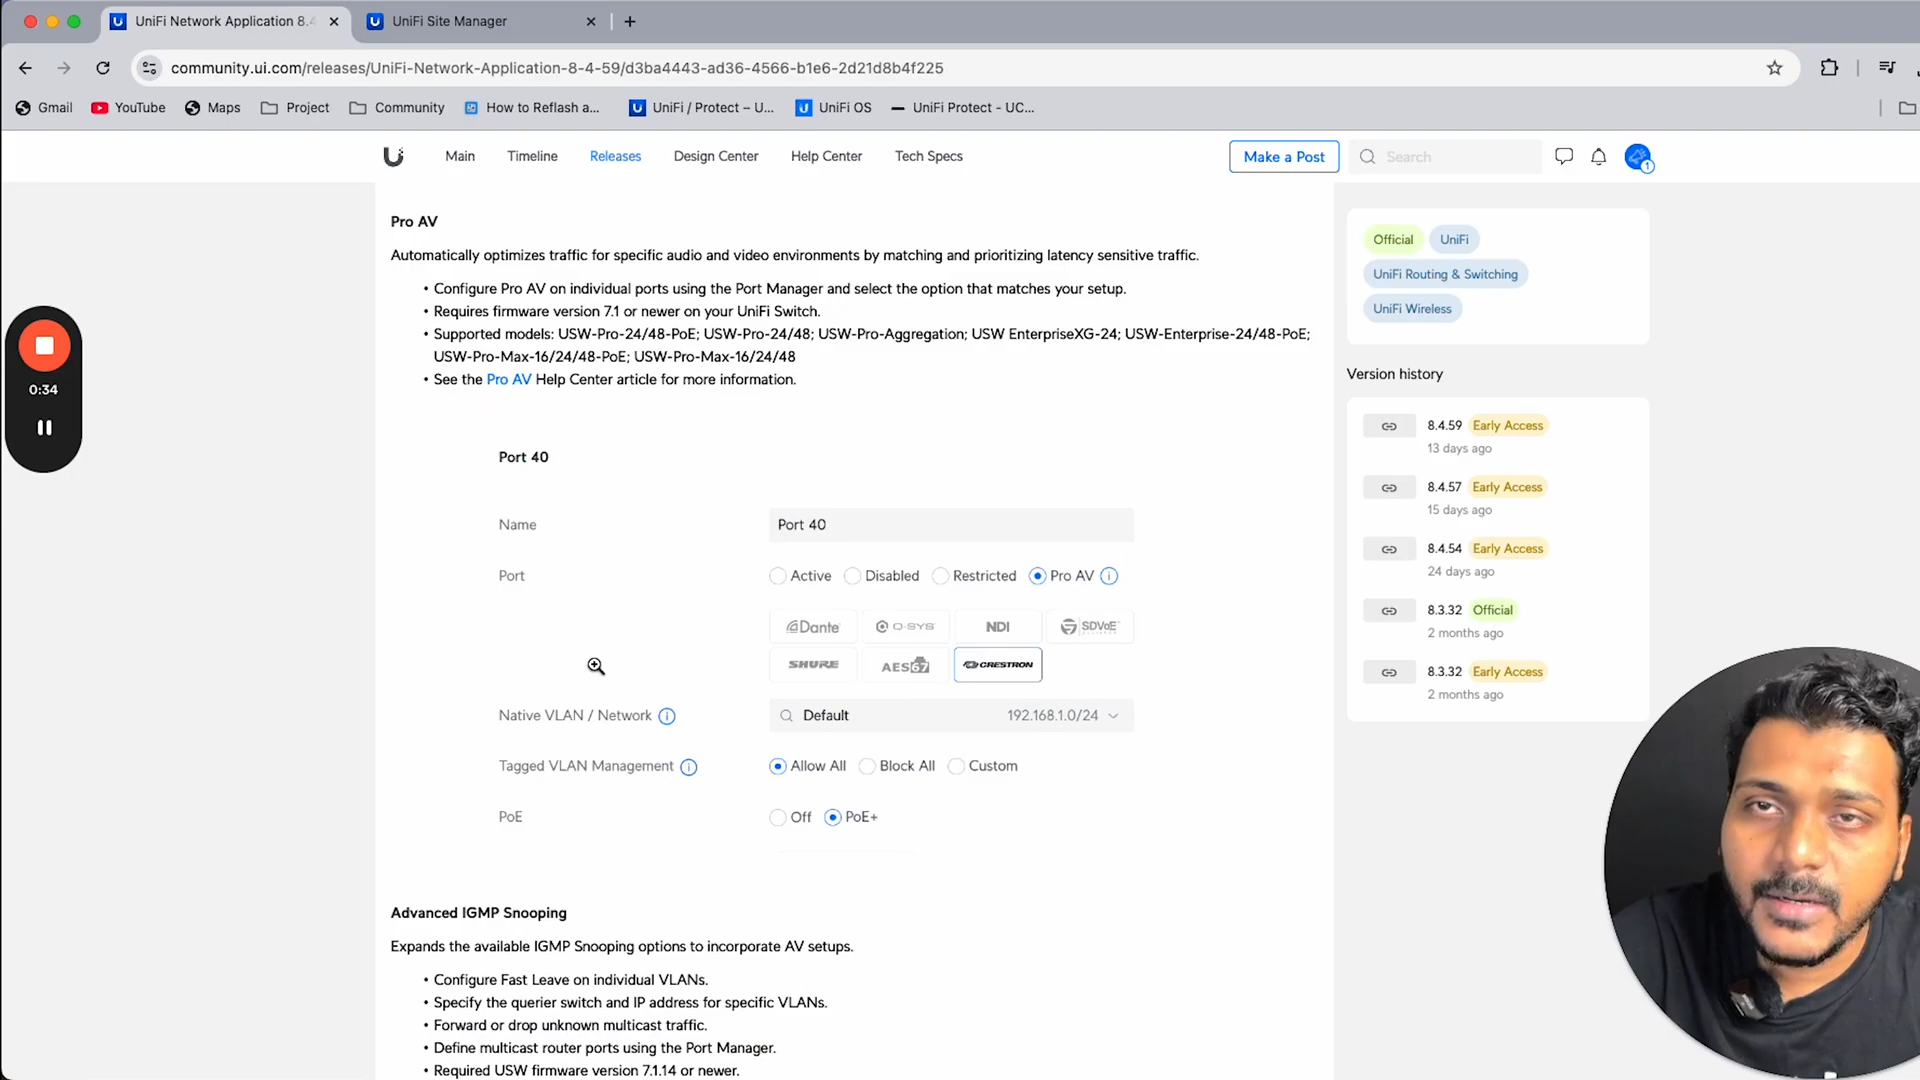 UniFi Network Application 8.4
UniFi Site Manager
community.ui.com/releases/UniFi-Network-Application-8-4-59/d3ba4443-ad36-4566-b1e6-2d21d8b4f225
Gmail
YouTube
Maps
Project
Community
How to Reflash a...
UniFi / Protect – U...
UniFi OS
UniFi Protect - UC...
Main
Timeline
Releases
Design Center
Help Center
Tech Specs
Make a Post
Search
1
Pro AV
Automatically optimizes traffic for specific audio and video environments by matching and prioritizing latency sensitive traffic.
• Configure Pro AV on individual ports using the Port Manager and select the option that matches your setup.
• Requires firmware version 7.1 or newer on your UniFi Switch.
• Supported models: USW-Pro-24/48-PoE; USW-Pro-24/48; USW-Pro-Aggregation; USW EnterpriseXG-24; USW-Enterprise-24/48-PoE;
USW-Pro-Max-16/24/48-PoE; USW-Pro-Max-16/24/48
• See the Pro AV Help Center article for more information.
0:34
Port 40
Name
Port 40
Port
Active
Disabled
Restricted
Pro AV
Dante
Q-SYS
NDI
SDVoE
SHURE
AES67
CRESTRON
Native VLAN / Network
Default
192.168.1.0/24
Tagged VLAN Management
Allow All
Block All
Custom
PoE
Off
PoE+
Advanced IGMP Snooping
Expands the available IGMP Snooping options to incorporate AV setups.
• Configure Fast Leave on individual VLANs.
• Specify the querier switch and IP address for specific VLANs.
• Forward or drop unknown multicast traffic.
• Define multicast router ports using the Port Manager.
• Required USW firmware version 7.1.14 or newer.
Official
UniFi
UniFi Routing & Switching
UniFi Wireless
Version history
8.4.59 Early Access
13 days ago
8.4.57 Early Access
15 days ago
8.4.54 Early Access
24 days ago
8.3.32 Official
2 months ago
8.3.32 Early Access
2 months ago